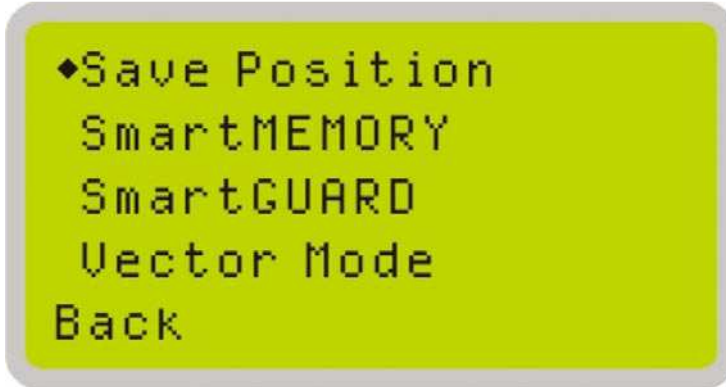 ◆Save Position
SmartMEMORY
SmartGUARD
Vector Mode
Back